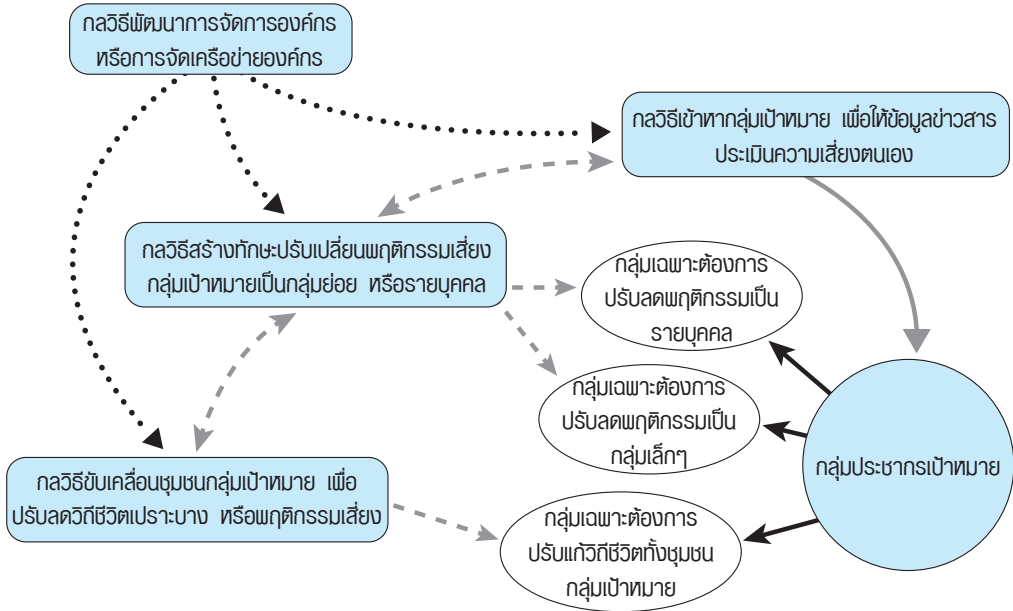 กลวิธีพัฒนาการจัดการองค์กร
หรือการจัดเครือข่ายองค์กร
กลวิธีเข้าหากลุ่มเป้าหมาย เพื่อให้ข้อมูลข่าวสาร
ประเมินความเสี่ยงตนเอง
กลวิธีสร้างทักษะปรับเปลี่ยนพฤติกรรมเสี่ยง
กลุ่มเป้าหมายเป็นกลุ่มย่อย หรือรายบุคคล
กลุ่มเฉพาะต้องการ
ปรับลดพฤติกรรมเป็น
รายบุคคล
กลุ่มเฉพาะต้องการ
ปรับลดพฤติกรรมเป็น
กลุ่มเล็กๆ
กลุ่มประชากรเป้าหมาย
กลวิธีขับเคลื่อนชุมชนกลุ่มเป้าหมาย เพื่อ
ปรับลดวิถีชีวิตเปราะบาง หรือพฤติกรรมเสี่ยง
กลุ่มเฉพาะต้องการ
ปรับแก้วิถีชีวิตทั้งชุมชน
กลุ่มเป้าหมาย